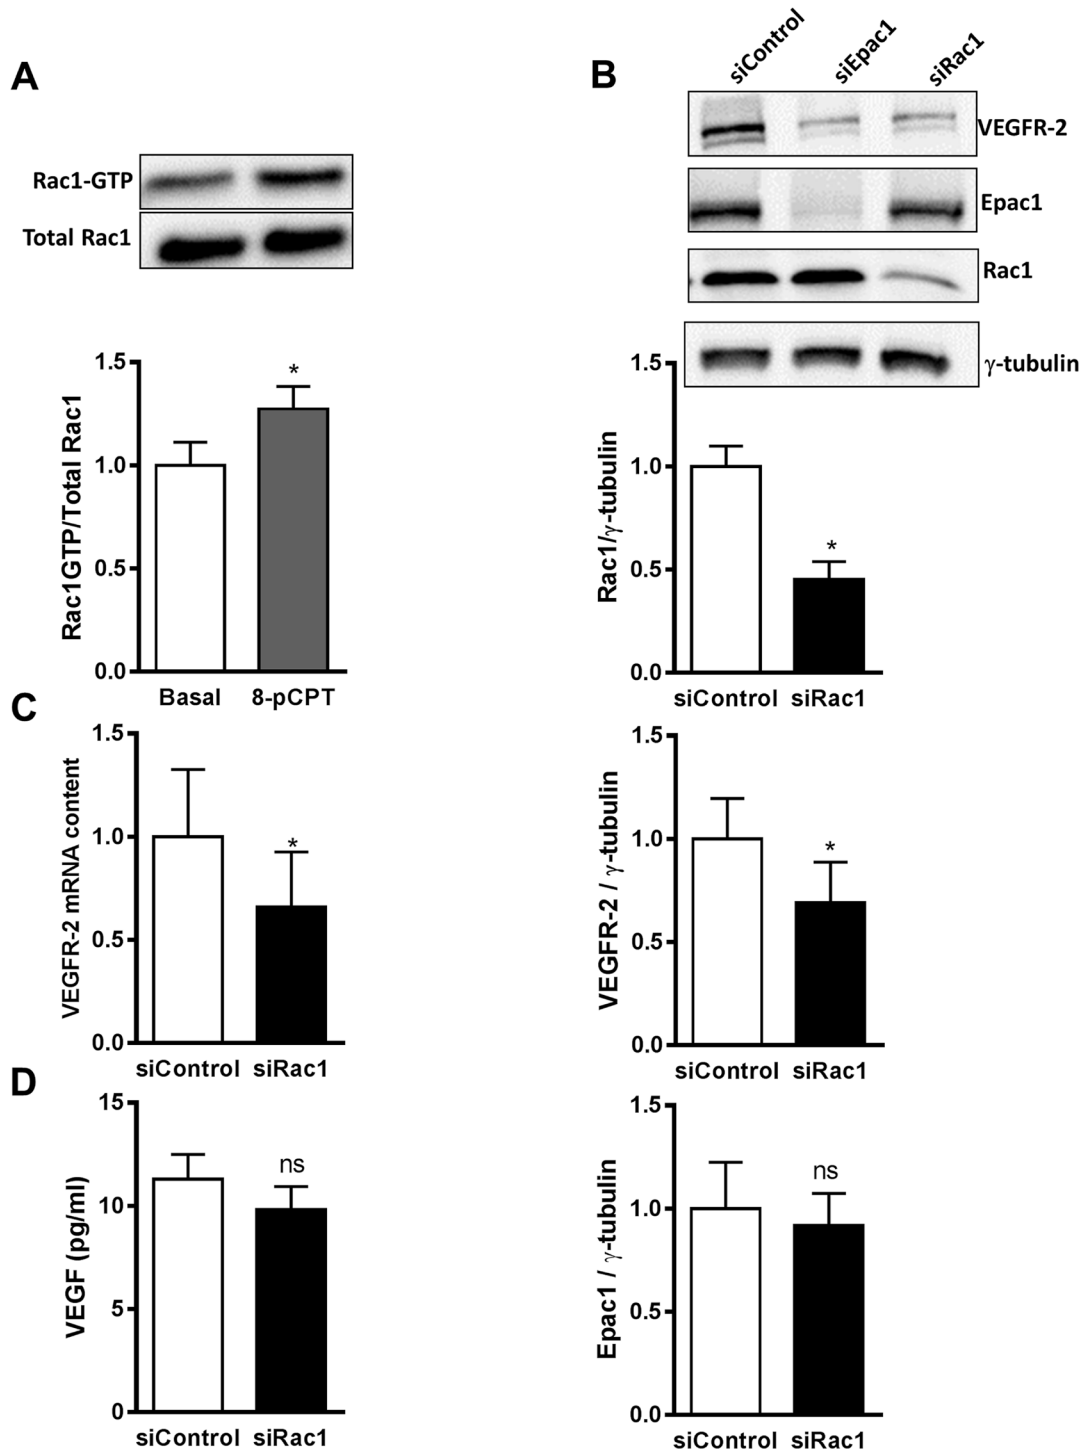 A
Rac1-GTP
Total Rac1
Rac1GTP/Total Rac1
1.5
1.0
0.5
0.0
*
Basal
8-pCPT
B
siControl
siEpac1
siRac1
VEGFR-2
Epac1
Rac1
γ-tubulin
Rac1/γ-tubulin
1.5
1.0
0.5
0.0
*
siControl siRac1
C
VEGFR-2 mRNA content
1.5
1.0
0.5
0.0
*
siControl siRac1
VEGFR-2 / γ-tubulin
1.5
1.0
0.5
0.0
*
siControl siRac1
D
VEGF (pg/ml)
15
10
5
0
ns
siControl siRac1
Epac1 / γ-tubulin
1.5
1.0
0.5
0.0
ns
siControl siRac1